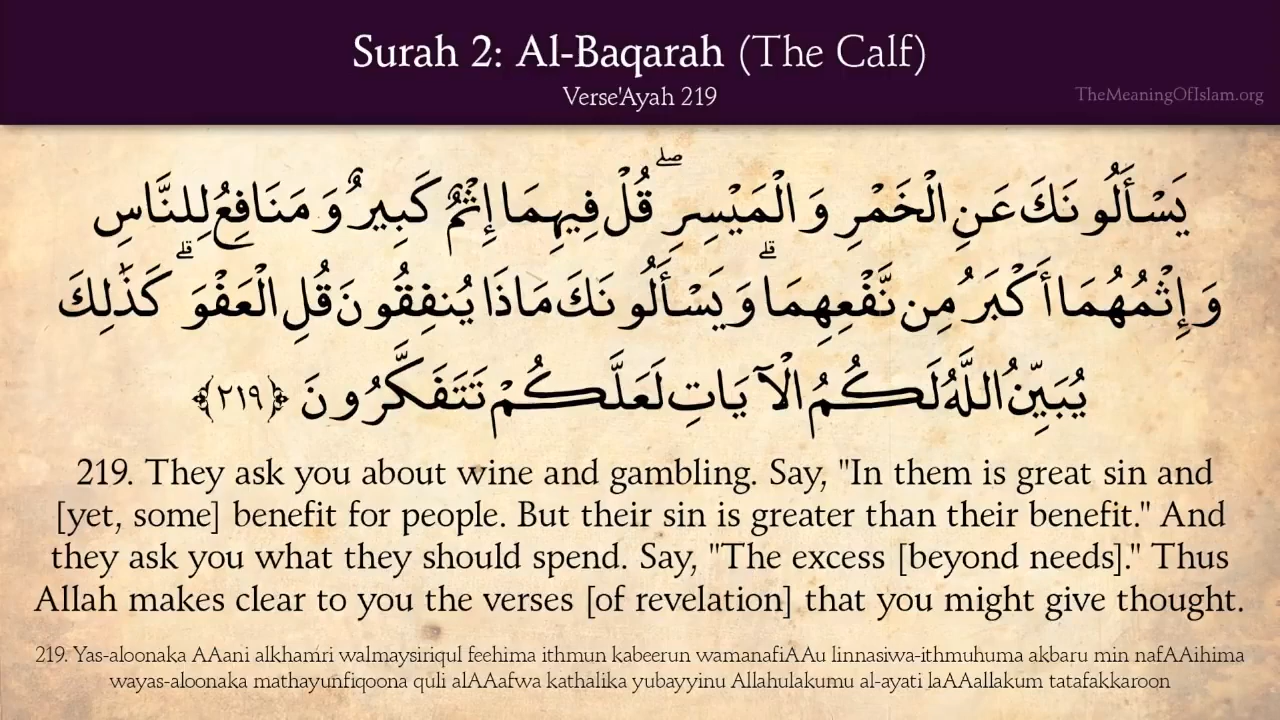 Surah 2: Al-Baqarah (The Calf)
Verse'Ayah 219
TheMeaningOfIslam.org
يَسْأَلُونَكَ عَنِ الْخَمْرِ وَالْمَيْسِرِ ۖ قُلْ فِيهِمَا إِثْمٌ كَبِيرٌ وَمَنَافِعُ لِلنَّاسِ
وَإِثْمُهُمَا أَكْبَرُ مِن نَّفْعِهِمَا ۗ وَيَسْأَلُونَكَ مَاذَا يُنفِقُونَ قُلِ الْعَفْوَ ۗ كَذَٰلِكَ
يُبَيِّنُ اللَّهُ لَكُمُ الْآيَاتِ لَعَلَّكُمْ تَتَفَكَّرُونَ ﴿٢١٩﴾
219. They ask you about wine and gambling. Say, "In them is great sin and
[yet, some] benefit for people. But their sin is greater than their benefit." And
they ask you what they should spend. Say, "The excess [beyond needs]." Thus
Allah makes clear to you the verses [of revelation] that you might give thought.
219. Yas-aloonaka AAani alkhamri walmaysiriqul feehima ithmun kabeerun wamanafiAAu linnasiwa-ithmuhuma akbaru min nafAAihima
wayas-aloonaka mathayunfiqoona quli alAAafwa kathalika yubayyinu Allahulakumu al-ayati laAAallakum tatafakkaroon